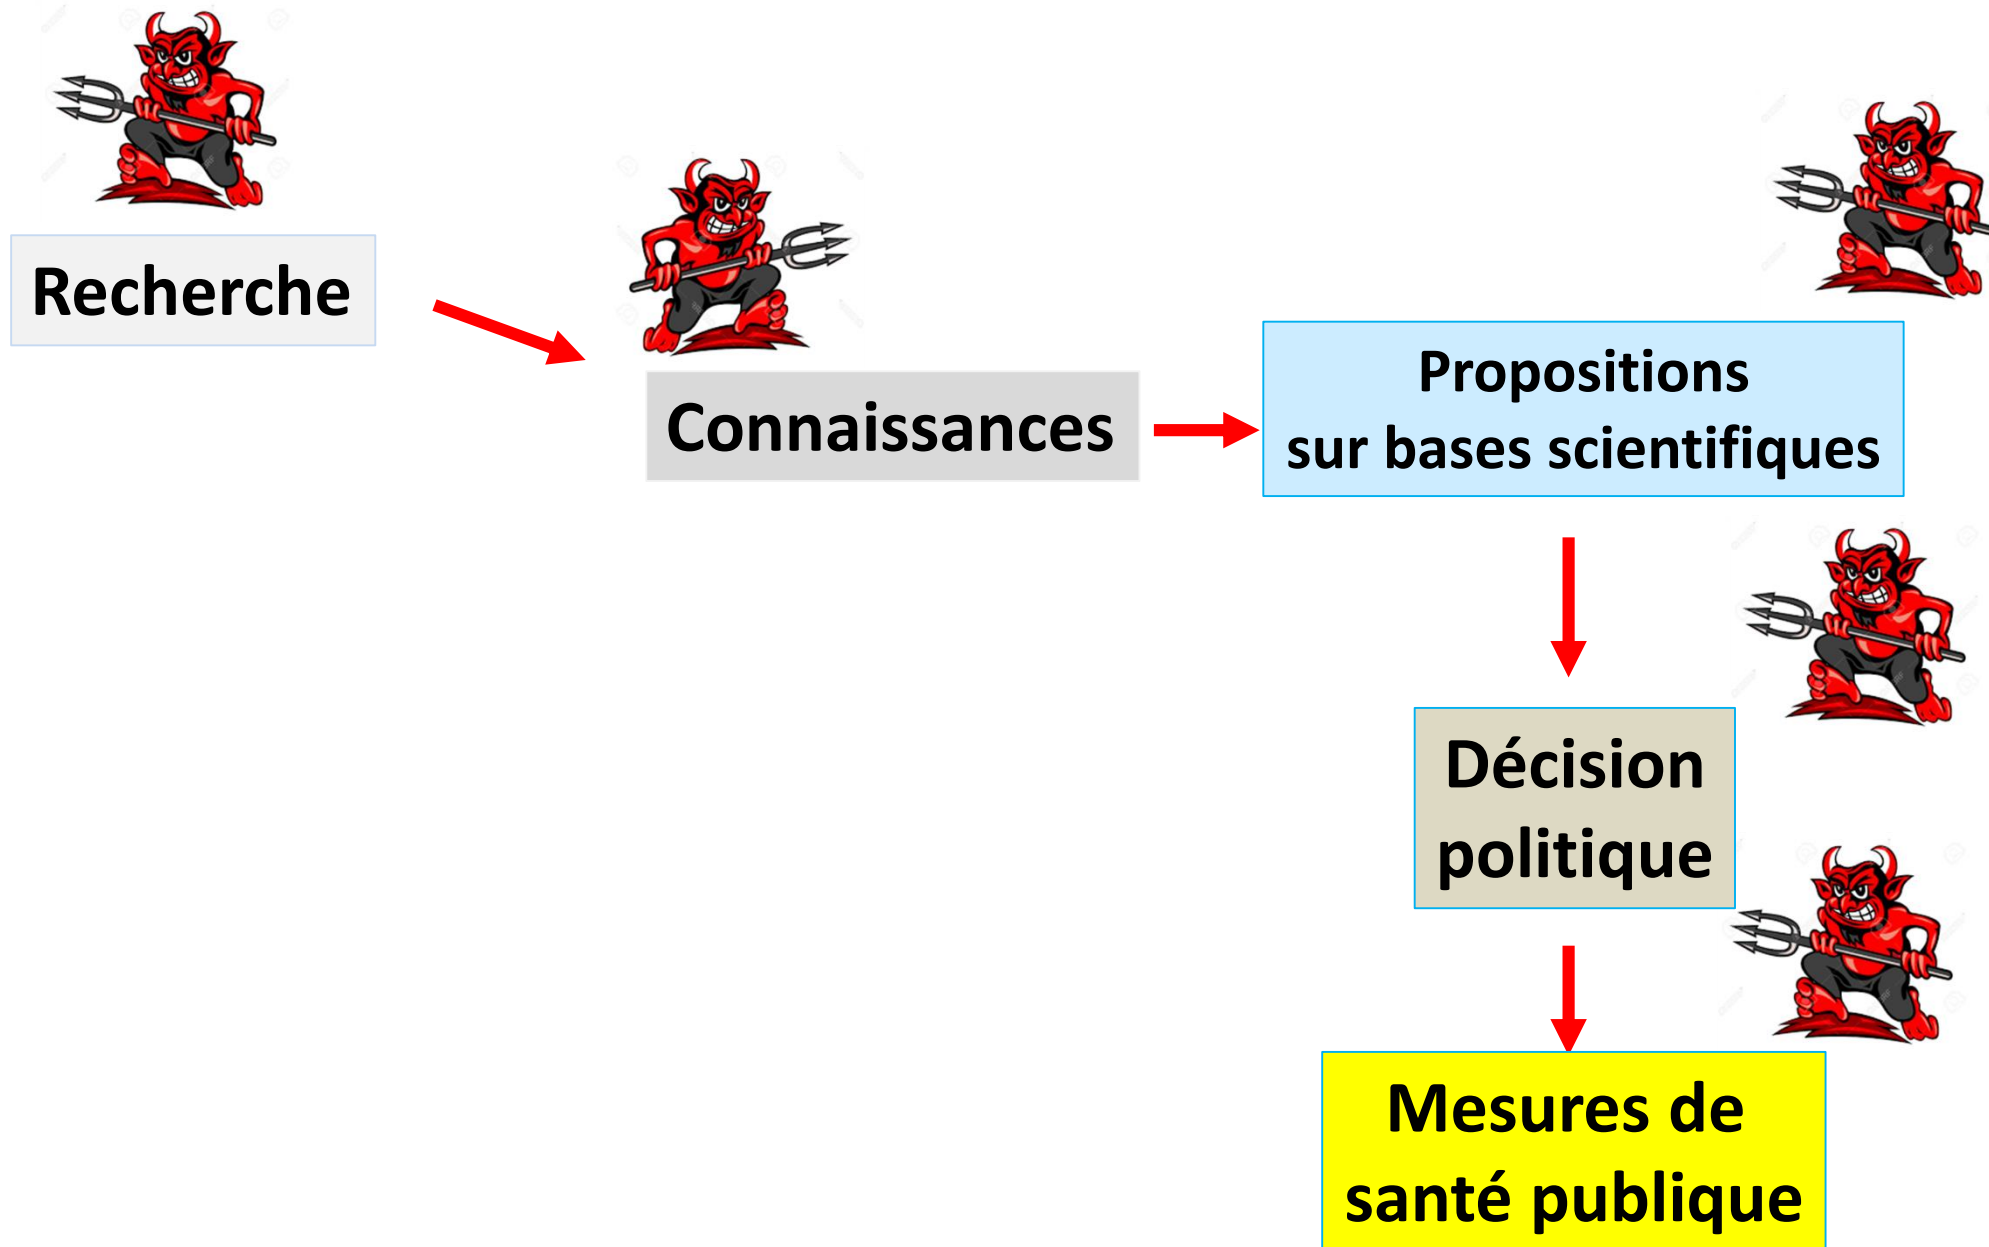 Recherche
Connaissances
Propositions
sur bases scientifiques
Décision
politique
Mesures de
santé publique